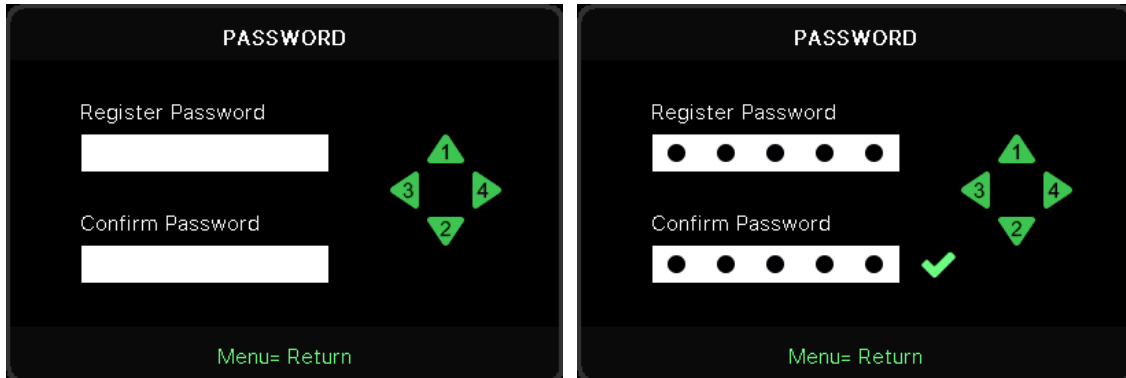 PASSWORD
Register Password
1
3
4
Confirm Password
2
Menu= Return
PASSWORD
Register Password
1
3
4
Confirm Password
2
Menu= Return